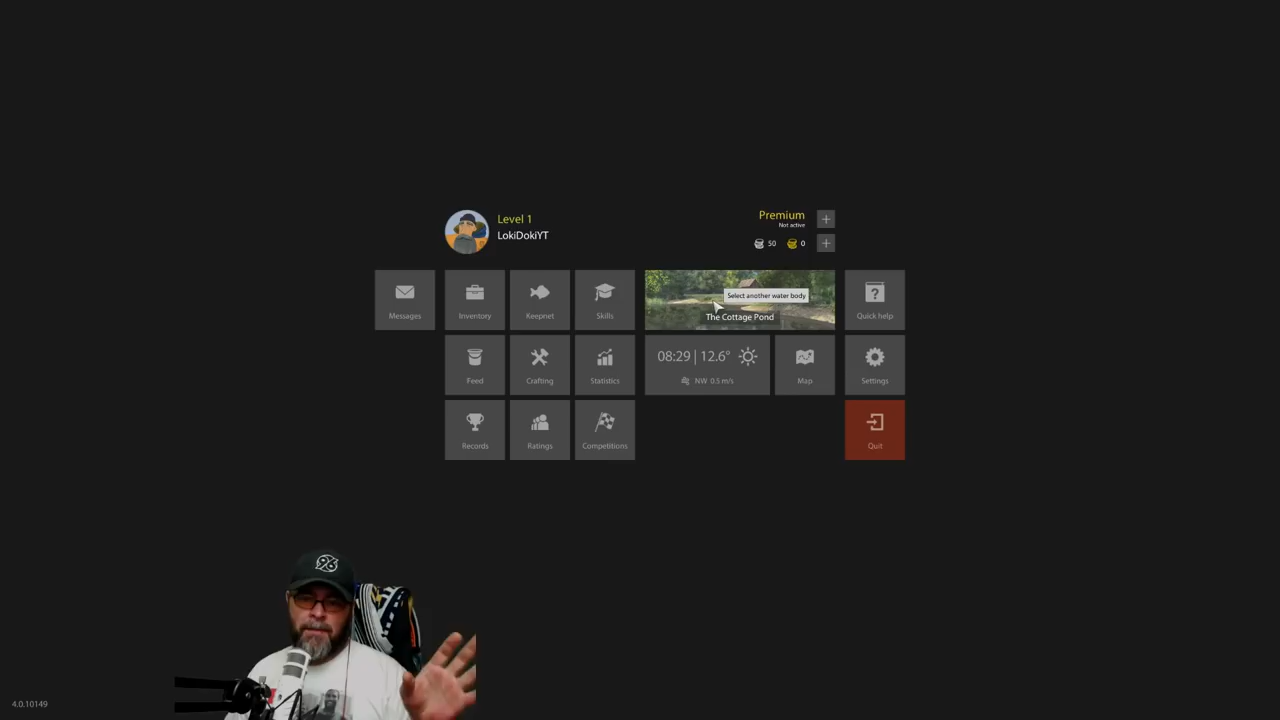 Level 1
LokiDokiYT
Premium
Not active
50
0
Messages
Inventory
Keepnet
Skills
Select another water body
The Cottage Pond
Quick help
Feed
Crafting
Statistics
08:29 | 12.6°
NW 0.5 m/s
Map
Settings
Records
Ratings
Competitions
Quit
4.0.10149